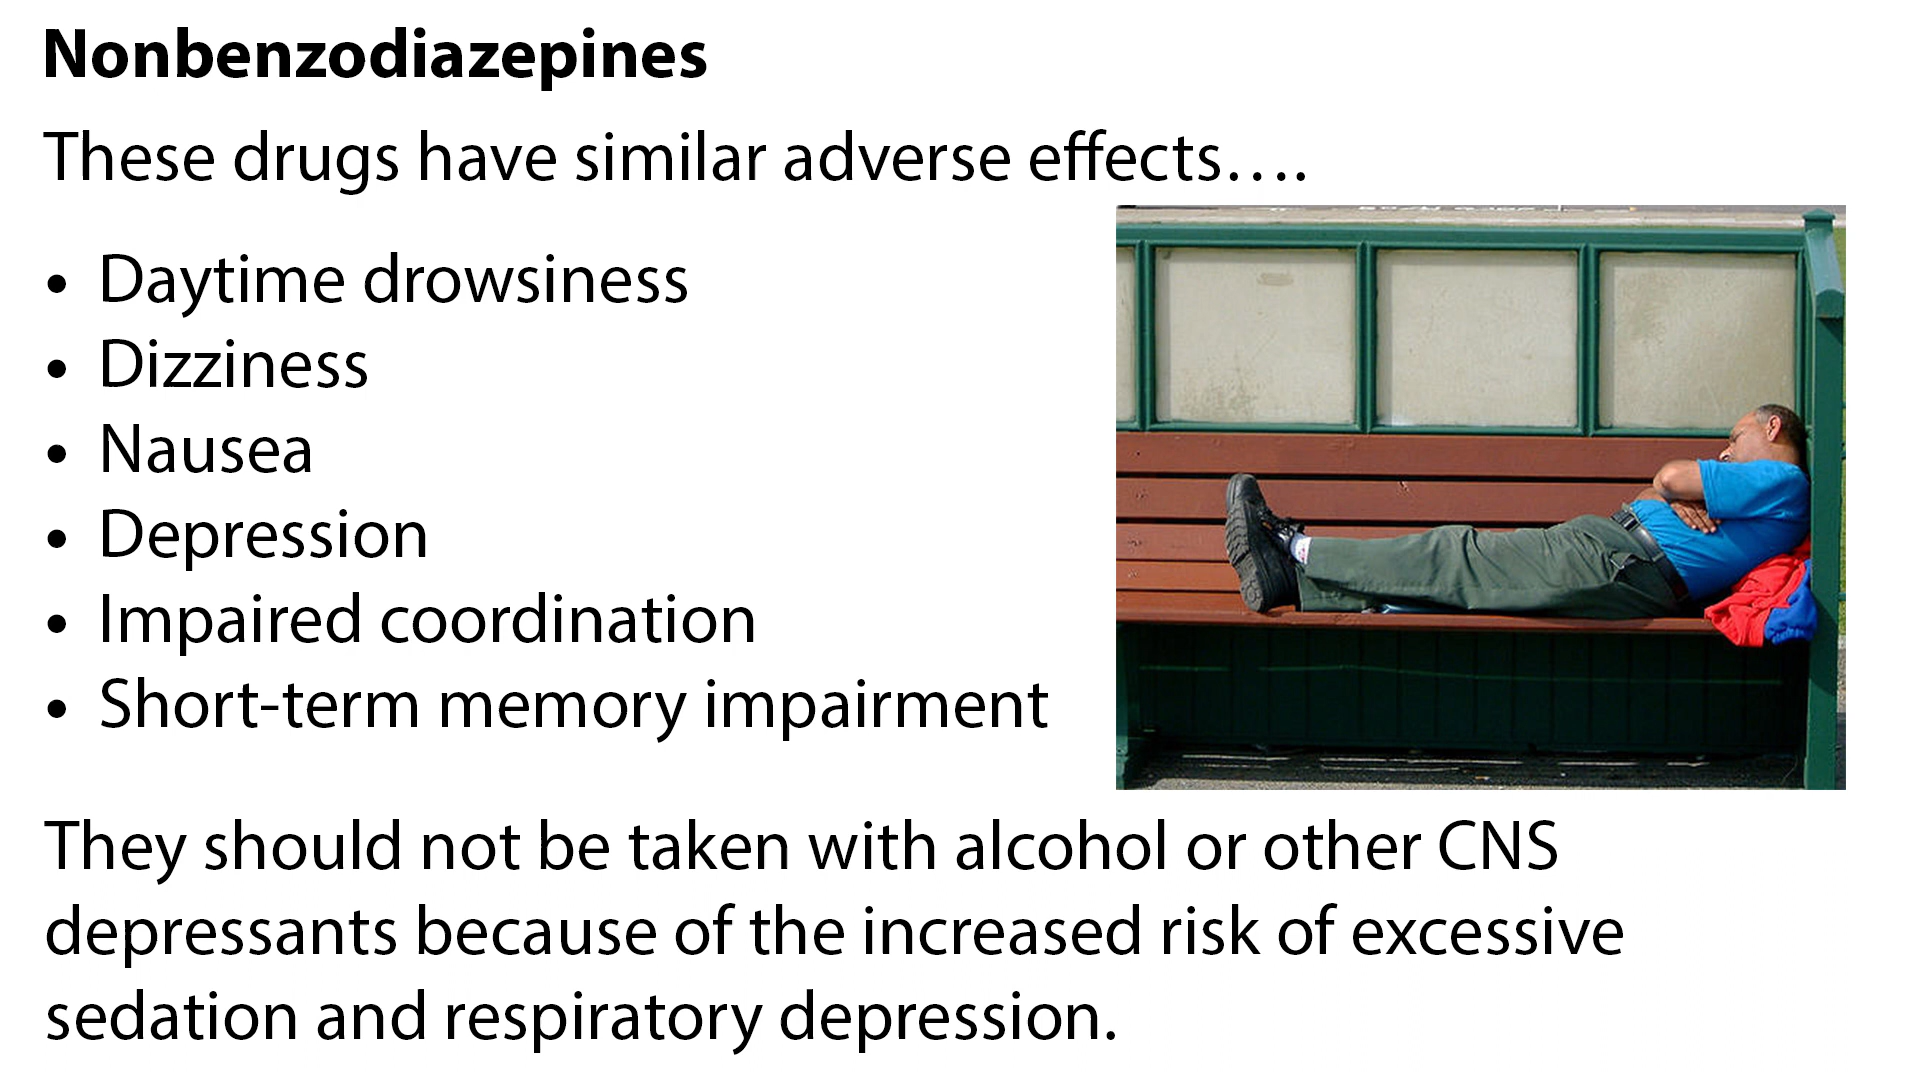 Nonbenzodiazepines
These drugs have similar adverse effects….
• Daytime drowsiness
• Dizziness
• Nausea
• Depression
• Impaired coordination
• Short-term memory impairment
They should not be taken with alcohol or other CNS
depressants because of the increased risk of excessive
sedation and respiratory depression.